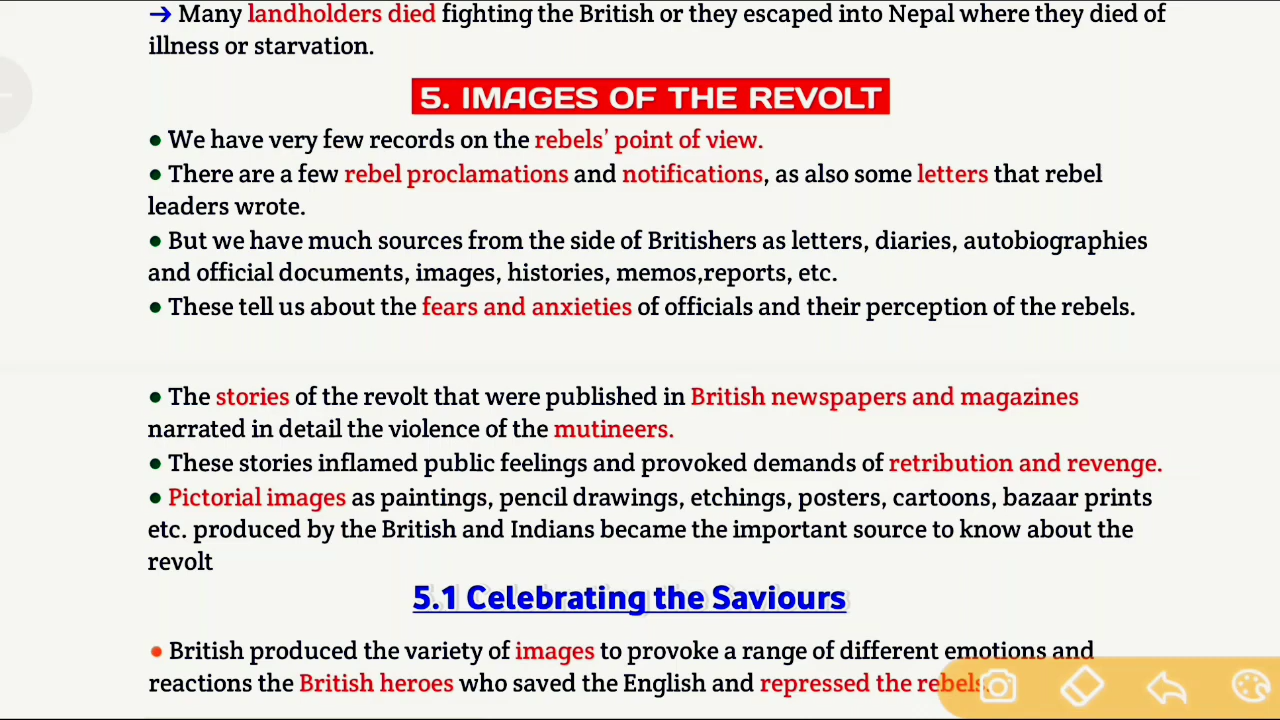 → Many landholders died fighting the British or they escaped into Nepal where they died of
illness or starvation.
5. IMAGES OF THE REVOLT
● We have very few records on the rebels’ point of view.
● There are a few rebel proclamations and notifications, as also some letters that rebel
leaders wrote.
● But we have much sources from the side of Britishers as letters, diaries, autobiographies
and official documents, images, histories, memos,reports, etc.
● These tell us about the fears and anxieties of officials and their perception of the rebels.
● The stories of the revolt that were published in British newspapers and magazines
narrated in detail the violence of the mutineers.
● These stories inflamed public feelings and provoked demands of retribution and revenge.
● Pictorial images as paintings, pencil drawings, etchings, posters, cartoons, bazaar prints
etc. produced by the British and Indians became the important source to know about the
revolt
5.1 Celebrating the Saviours
● British produced the variety of images to provoke a range of different emotions and
reactions the British heroes who saved the English and repressed the rebels.